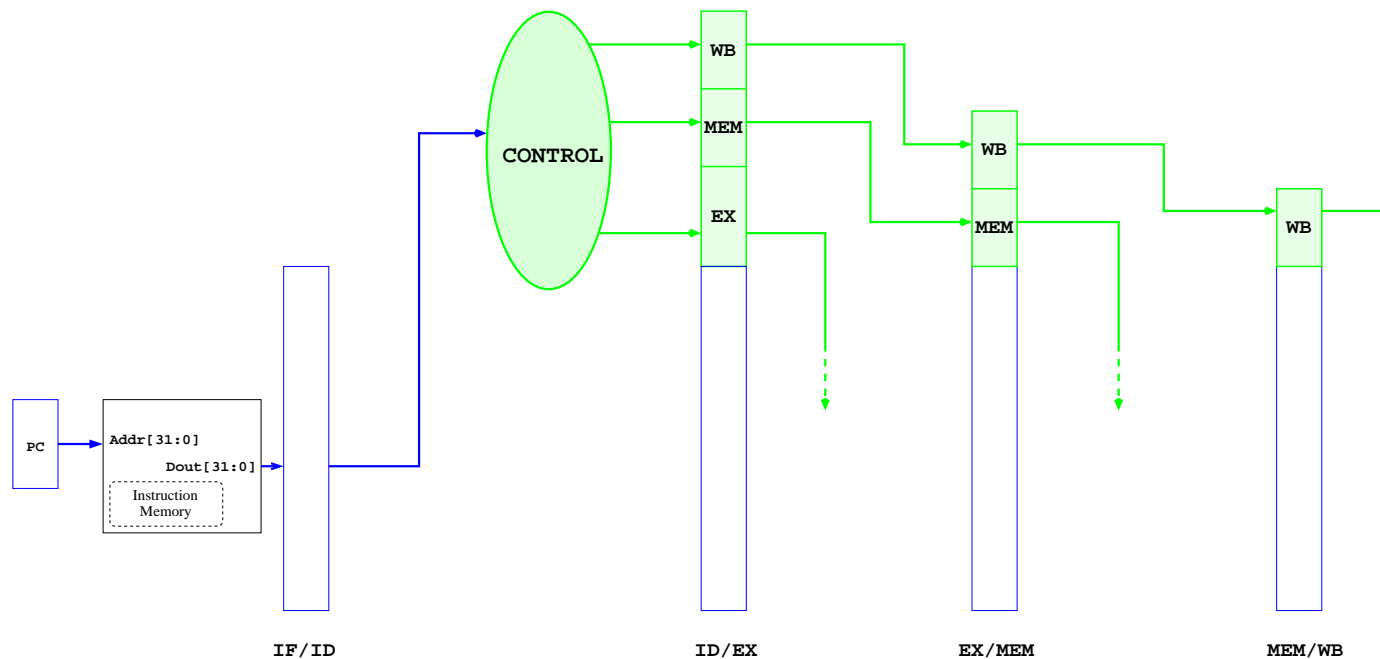 WB
MEM
CONTROL
WB
EX
MEM
WB
PC
Addr[31:0]
Dout[31:0]
Instruction
Memory
IF/ID
ID/EX
EX/MEM
MEM/WB